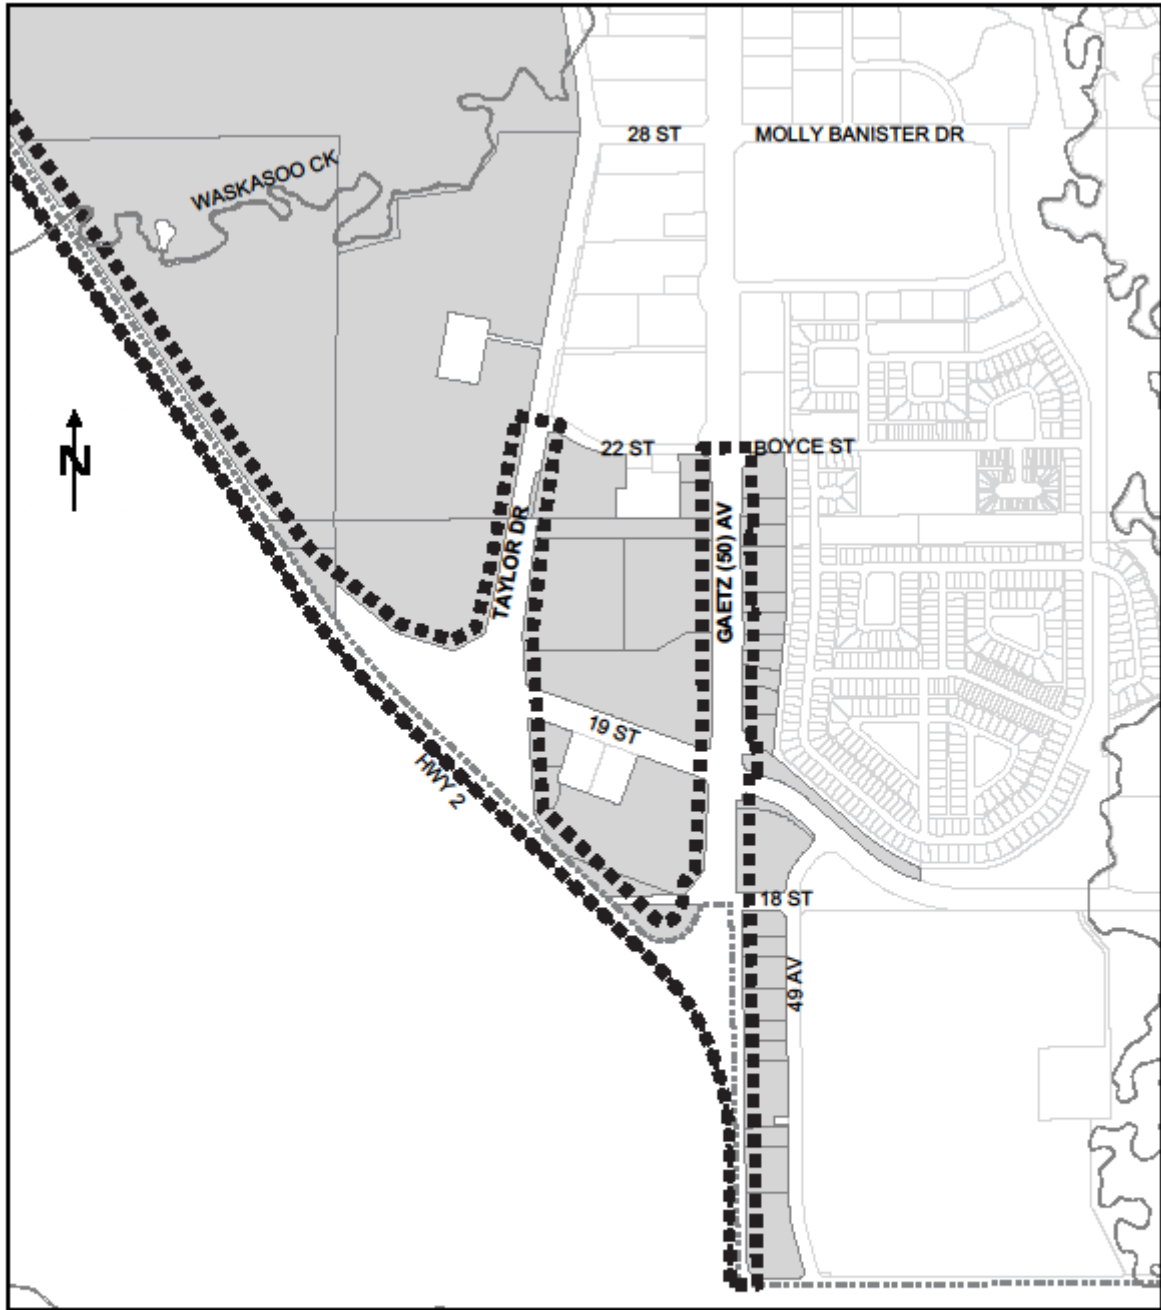 28 ST
MOLLY BANISTER DR
WASKASOO CK
N
22 ST
BOYCE ST
TAYLOR DR
GAETZ (50) AV
19 ST
HWY 2
18 ST
49 AV